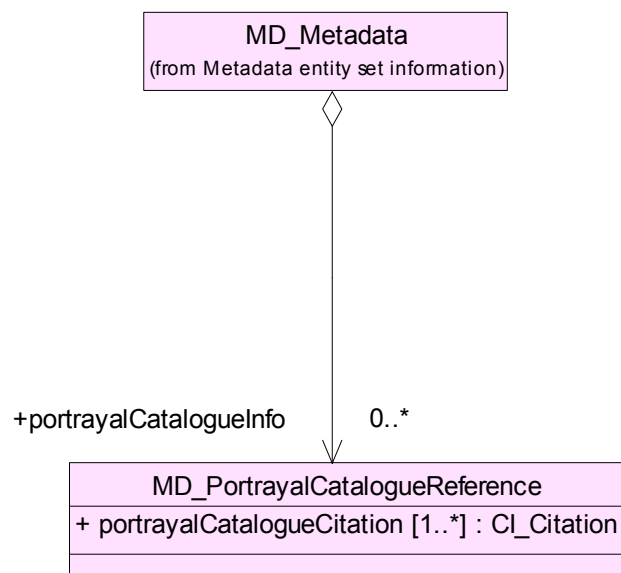 MD_Metadata
(from Metadata entity set information)
+portrayalCatalogueInfo 0..*
MD_PortrayalCatalogueReference
+ portrayalCatalogueCitation [1..*] : CI_Citation